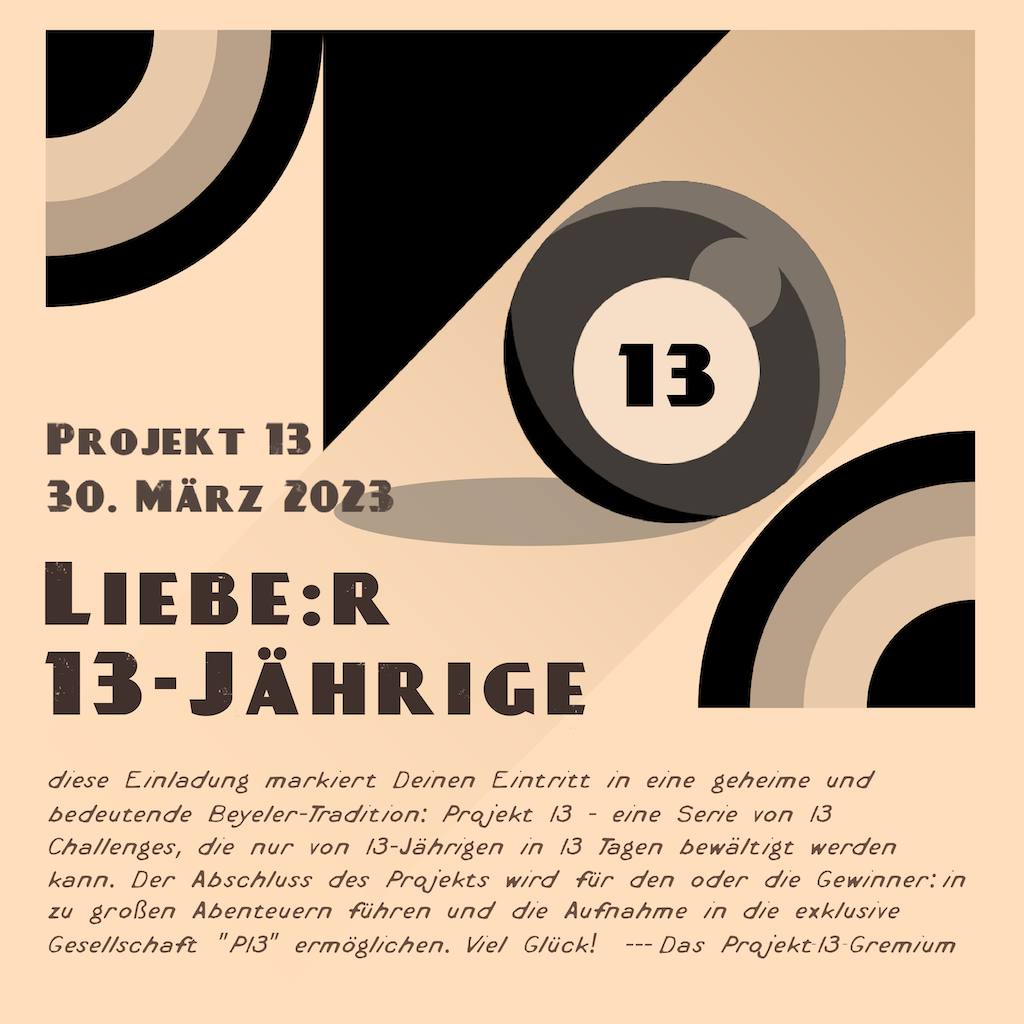 13
Projekt 13
30. März 2023
Liebe:r
13-Jährige
diese Einladung markiert Deinen Eintritt in eine geheime und
bedeutende Beyeler-Tradition: Projekt 13 - eine Serie von 13
Challenges, die nur von 13-Jährigen in 13 Tagen bewältigt werden
kann. Der Abschluss des Projekts wird für den oder die Gewinner:in
zu großen Abenteuern führen und die Aufnahme in die exklusive
Gesellschaft "P13" ermöglichen. Viel Glück! --- Das Projekt-13-Gremium